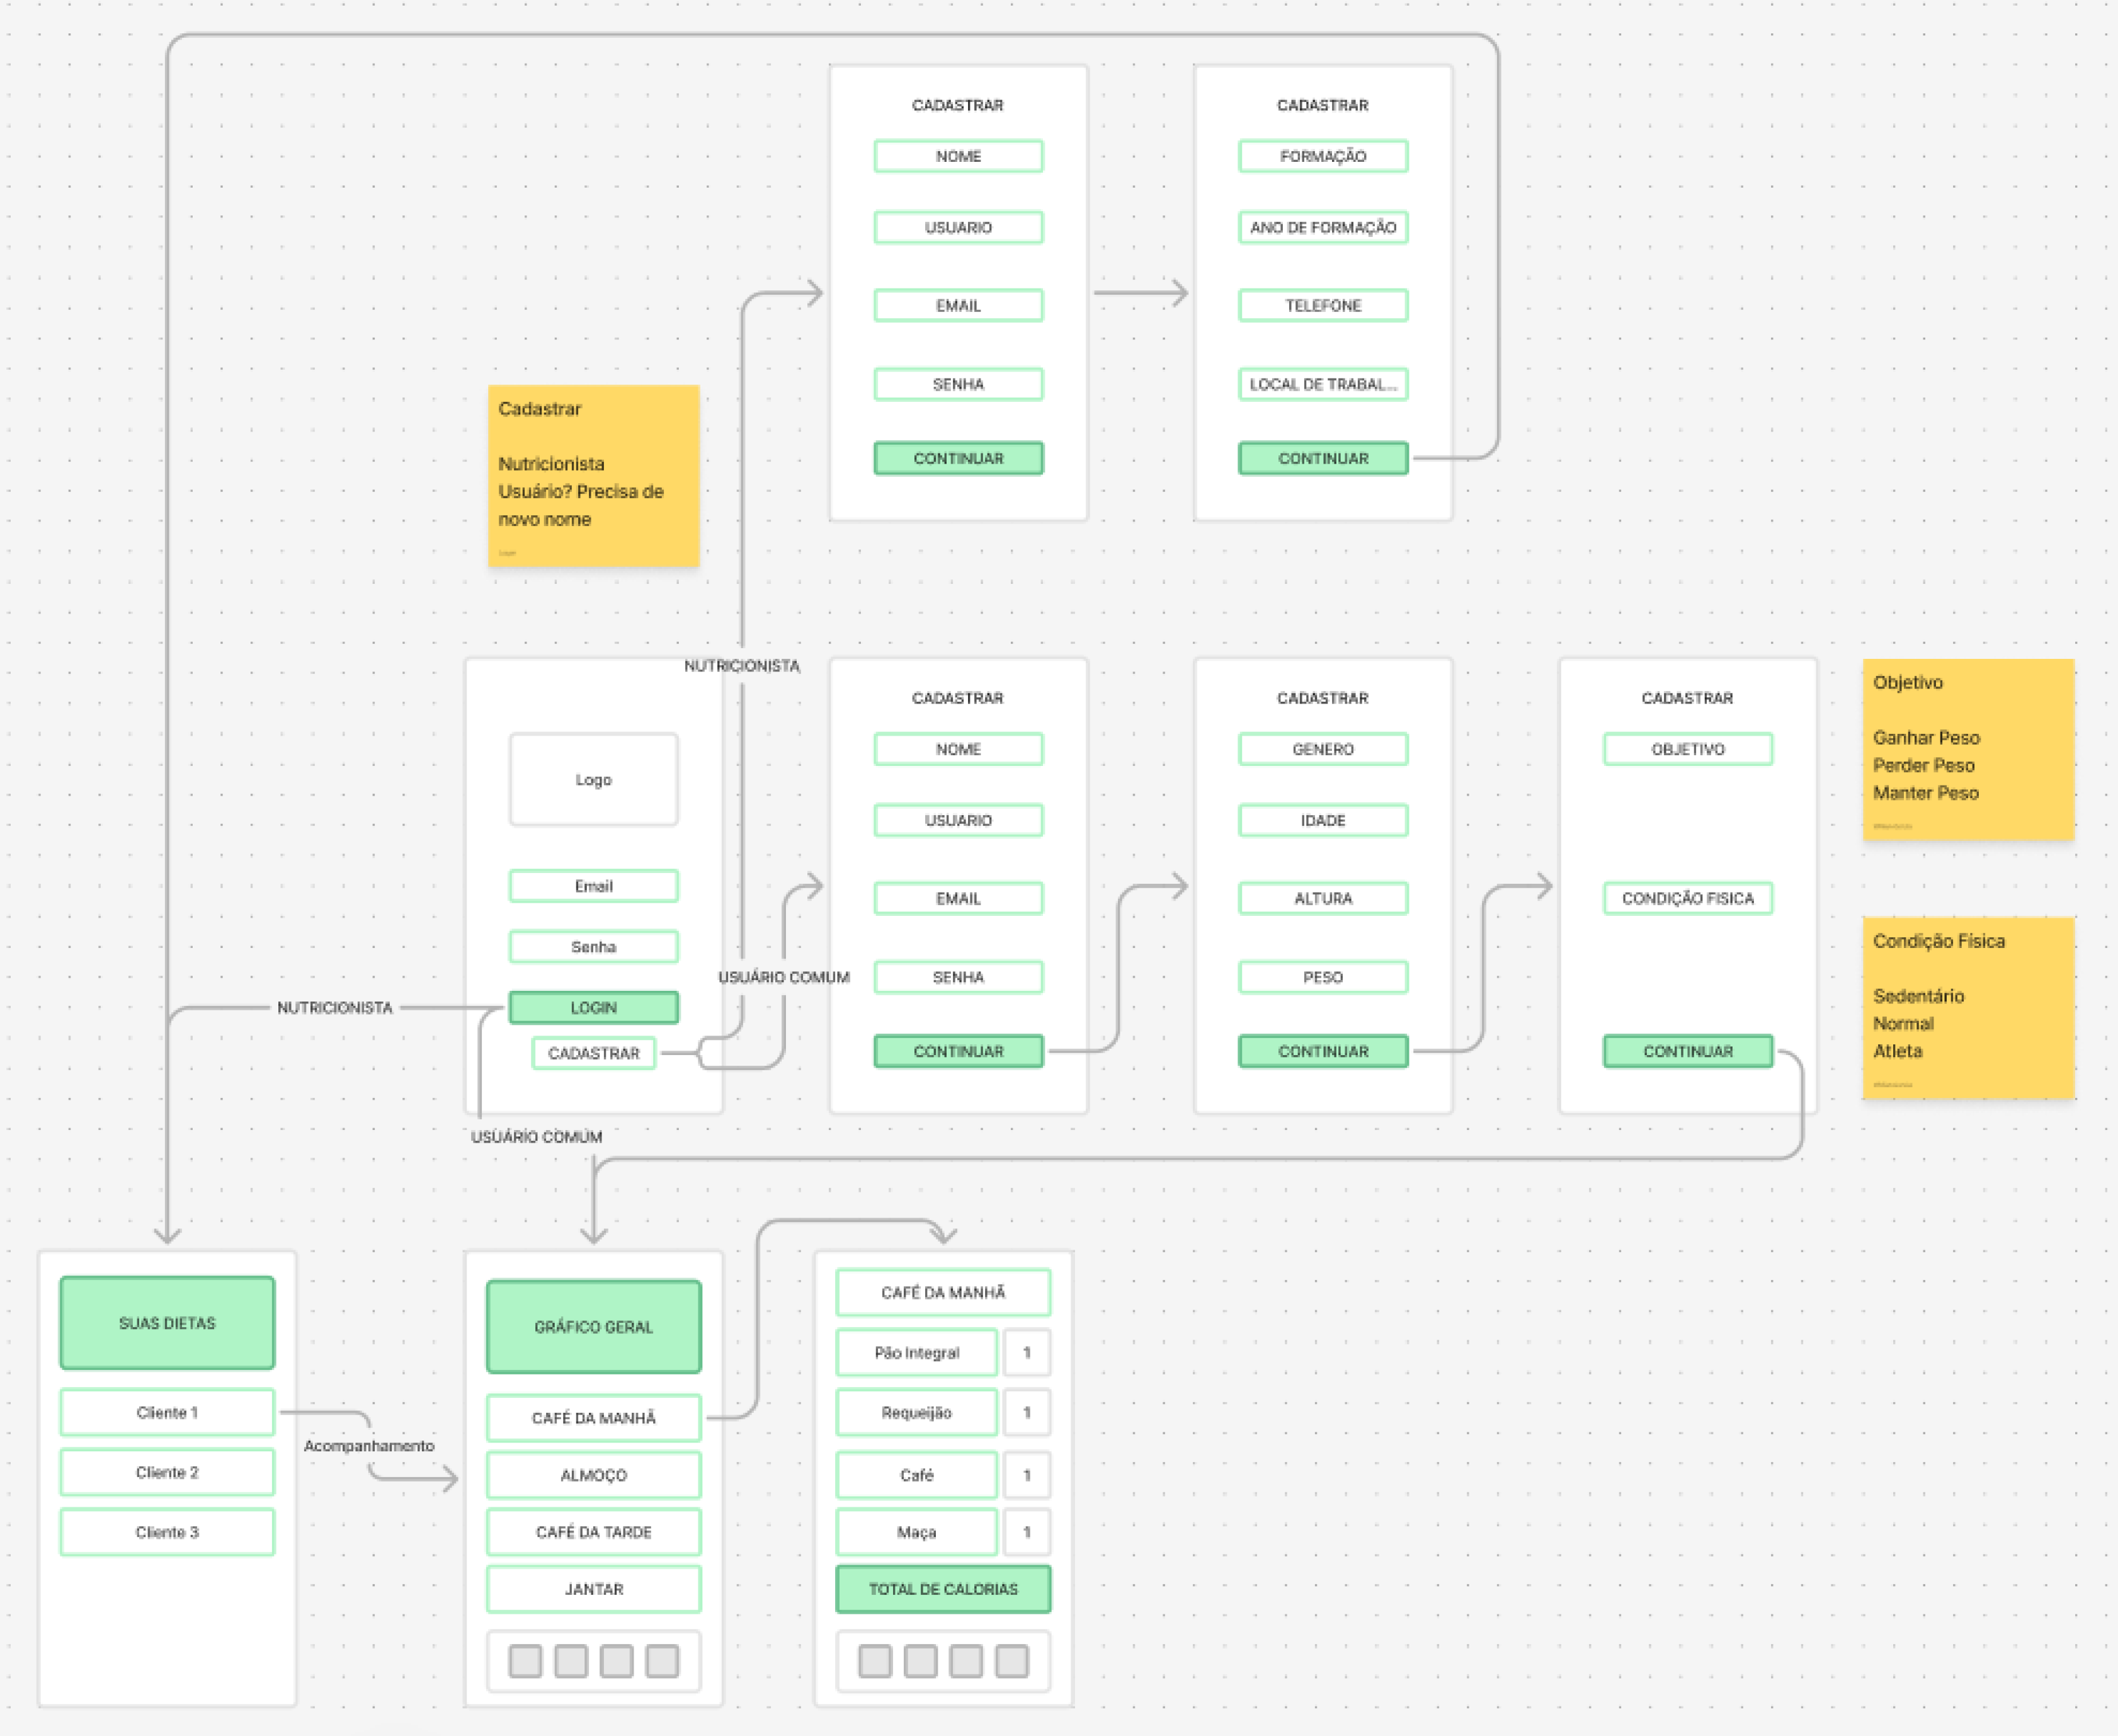 CADASTRAR
NOME
USUARIO
EMAIL
SENHA
CONTINUAR
CADASTRAR
FORMAÇÃO
ANO DE FORMAÇÃO
TELEFONE
LOCAL DE TRABAL...
CONTINUAR
Cadastrar
Nutricionista
Usuário? Precisa de
novo nome
NUTRICIONISTA
Logo
Email
Senha
LOGIN
CADASTRAR
NUTRICIONISTA
USUÁRIO COMUM
USUÁRIO COMUM
CADASTRAR
NOME
USUARIO
EMAIL
SENHA
CONTINUAR
CADASTRAR
GENERO
IDADE
ALTURA
PESO
CONTINUAR
CADASTRAR
OBJETIVO
CONDIÇÃO FISICA
CONTINUAR
Objetivo
Ganhar Peso
Perder Peso
Manter Peso
Condição Física
Sedentário
Normal
Atleta
SUAS DIETAS
Cliente 1
Cliente 2
Cliente 3
Acompanhamento
GRÁFICO GERAL
CAFÉ DA MANHÃ
ALMOÇO
CAFÉ DA TARDE
JANTAR
CAFÉ DA MANHÃ
Pão Integral 1
Requeijão 1
Café 1
Maça 1
TOTAL DE CALORIAS